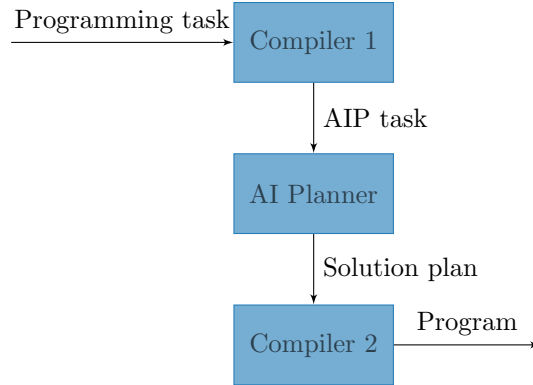 Programming task
Compiler 1
AIP task
AI Planner
Solution plan
Compiler 2
Program